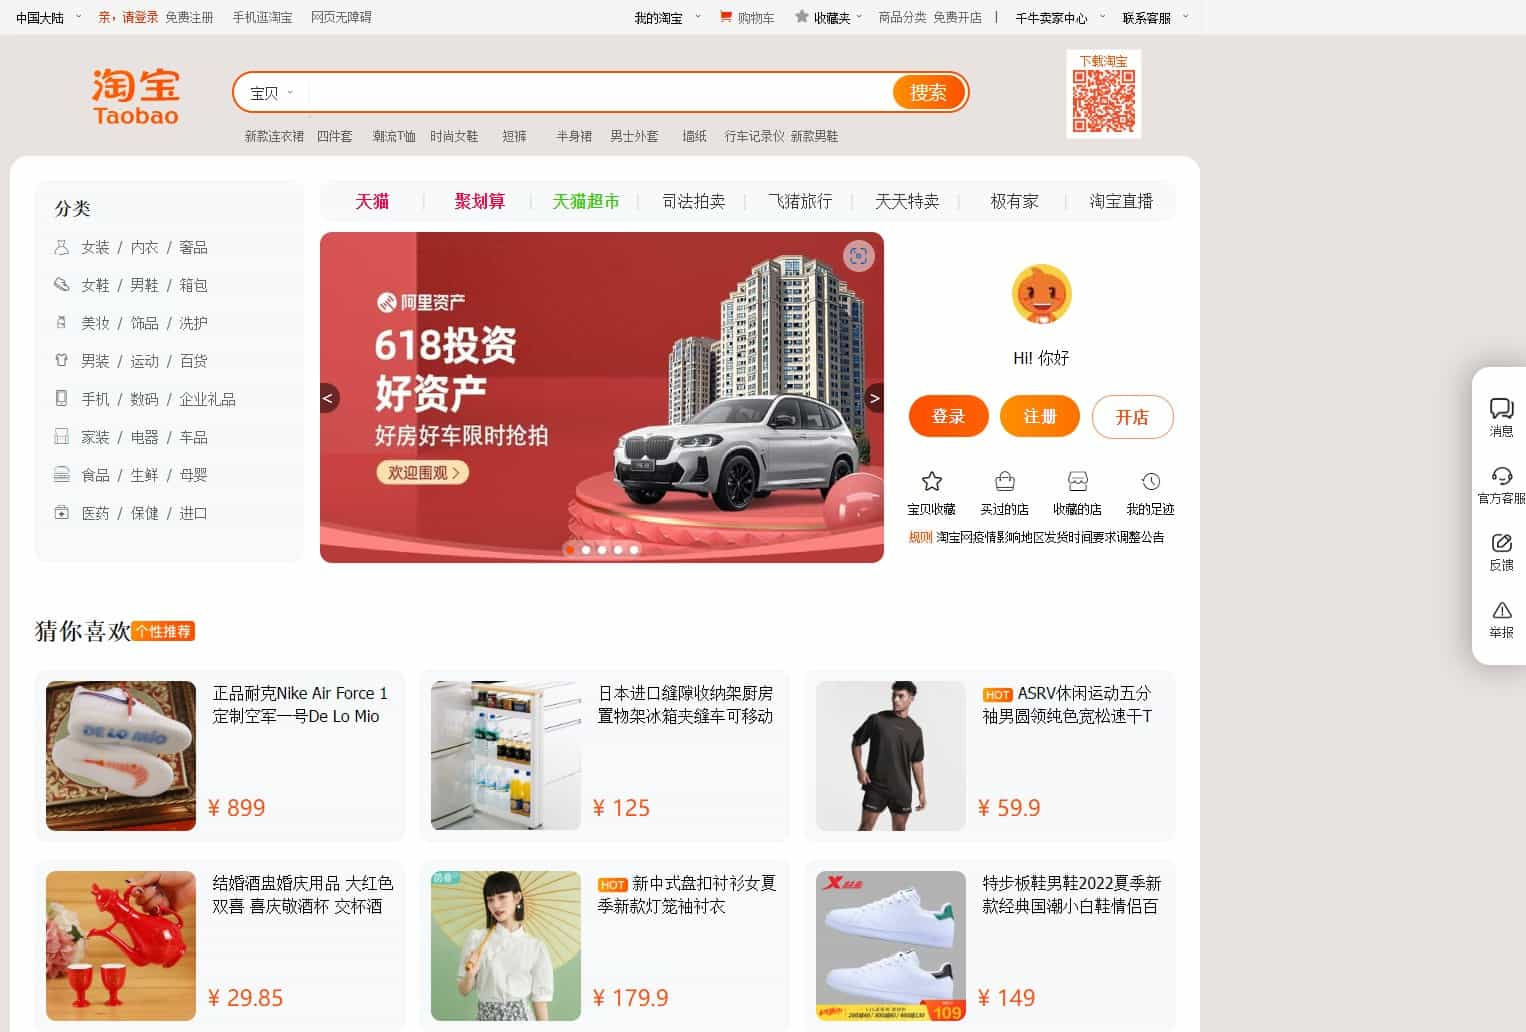 中国大陆
亲，请登录 免费注册
手机逛淘宝
网页无障碍
我的淘宝
购物车
收藏夹
商品分类 免费开店
|
千牛卖家中心
联系客服
淘宝
Taobao
宝贝
搜索
下载淘宝
新款连衣裙 四件套 潮流T恤 时尚女鞋 短裤 半身裙 男士外套 墙纸 行车记录仪 新款男鞋
分类
女装 / 内衣 / 奢品
女鞋 / 男鞋 / 箱包
美妆 / 饰品 / 洗护
男装 / 运动 / 百货
手机 / 数码 / 企业礼品
家装 / 电器 / 车品
食品 / 生鲜 / 母婴
医药 / 保健 / 进口
天猫 | 聚划算 | 天猫超市 | 司法拍卖 | 飞猪旅行 | 天天特卖 | 极有家 | 淘宝直播
阿里资产
618投资
好资产
好房好车限时抢拍
欢迎围观 >
<
>
Hi! 你好
登录
注册
开店
宝贝收藏
买过的店
收藏的店
我的足迹
规则 淘宝网疫情影响地区发货时间要求调整公告
消息
官方客服
反馈
举报
猜你喜欢 个性推荐
DE LO MIO
正品耐克Nike Air Force 1
定制空军一号De Lo Mio
¥ 899
日本进口缝隙收纳架厨房
置物架冰箱夹缝车可移动
¥ 125
HOT ASRV休闲运动五分
袖男圆领纯色宽松速干T
¥ 59.9
结婚酒盅婚庆用品 大红色
双喜 喜庆敬酒杯 交杯酒
¥ 29.85
HOT 新中式盘扣衬衫女夏
季新款灯笼袖衬衣
¥ 179.9
109
特步板鞋男鞋2022夏季新
款经典国潮小白鞋情侣百
¥ 149